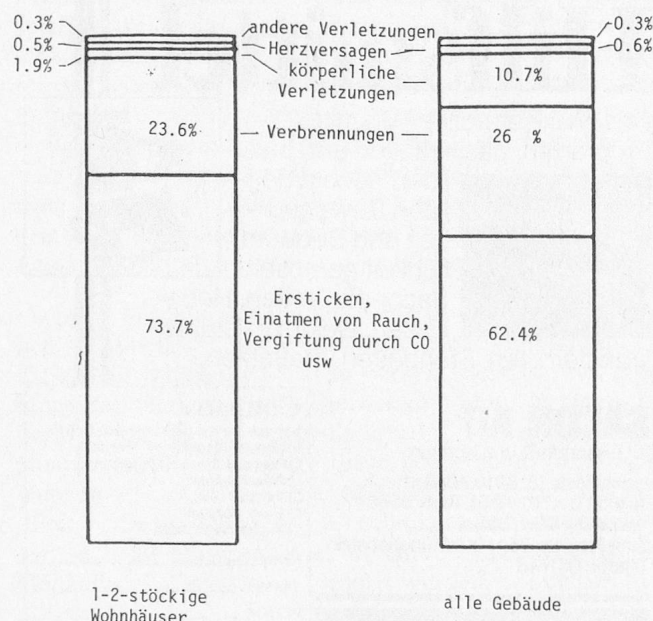 0.3%
0.5%
1.9%
andere Verletzungen
Herzversagen
körperliche
Verletzungen
23.6%
Verbrennungen
Ersticken,
Einatmen von Rauch,
Vergiftung durch CO
usw
73.7%
0.3%
0.6%
10.7%
26 %
62.4%
1-2-stöckige
Wohnhäuser
alle Gebäude